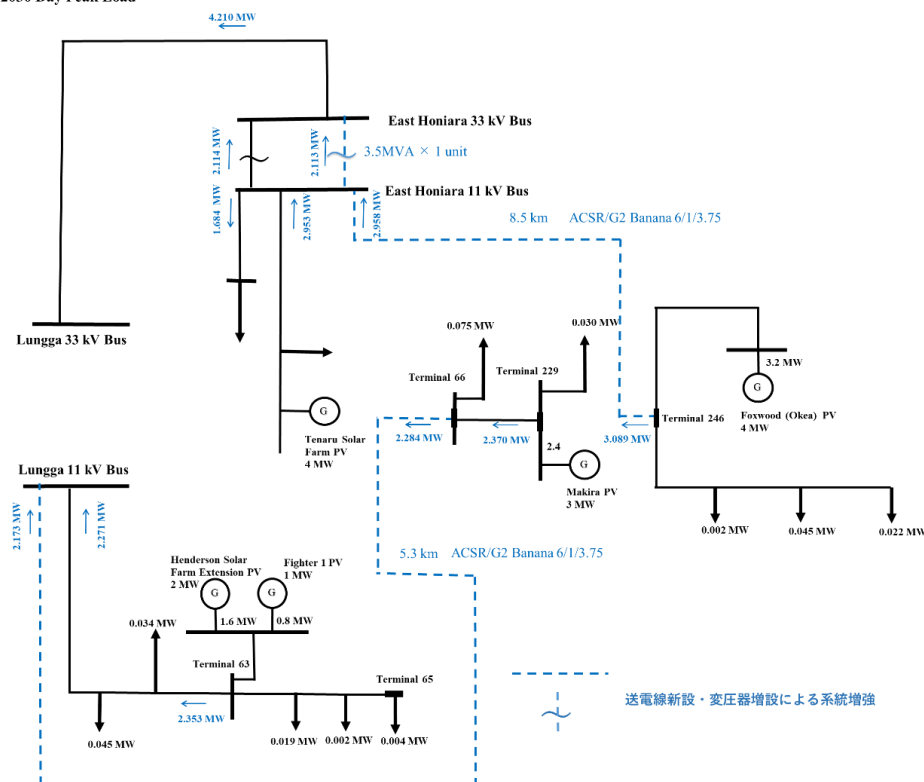 4.210 MW
East Honiara 33 kV Bus
2.114 MW
2.113 MW
3.5MVA × 1 unit
East Honiara 11 kV Bus
1.684 MW
2.953 MW
2.958 MW
8.5 km ACSR/G2 Banana 6/1/3.75
Lungga 33 kV Bus
0.075 MW
0.030 MW
Terminal 66
Terminal 229
3.2 MW
G
Foxwood (Okea) PV
4 MW
Terminal 246
G
Tenaru Solar
Farm PV
4 MW
2.284 MW
2.370 MW
3.089 MW
2.4
G
Makira PV
3 MW
Lungga 11 kV Bus
2.173 MW
2.271 MW
0.002 MW
0.045 MW
0.022 MW
5.3 km ACSR/G2 Banana 6/1/3.75
Henderson Solar
Farm Extension PV
2 MW
Fighter 1 PV
1 MW
G
G
1.6 MW
0.8 MW
0.034 MW
Terminal 63
Terminal 65
2.353 MW
0.045 MW
0.019 MW
0.002 MW
0.004 MW
送電線新設・変圧器増設による系統増強